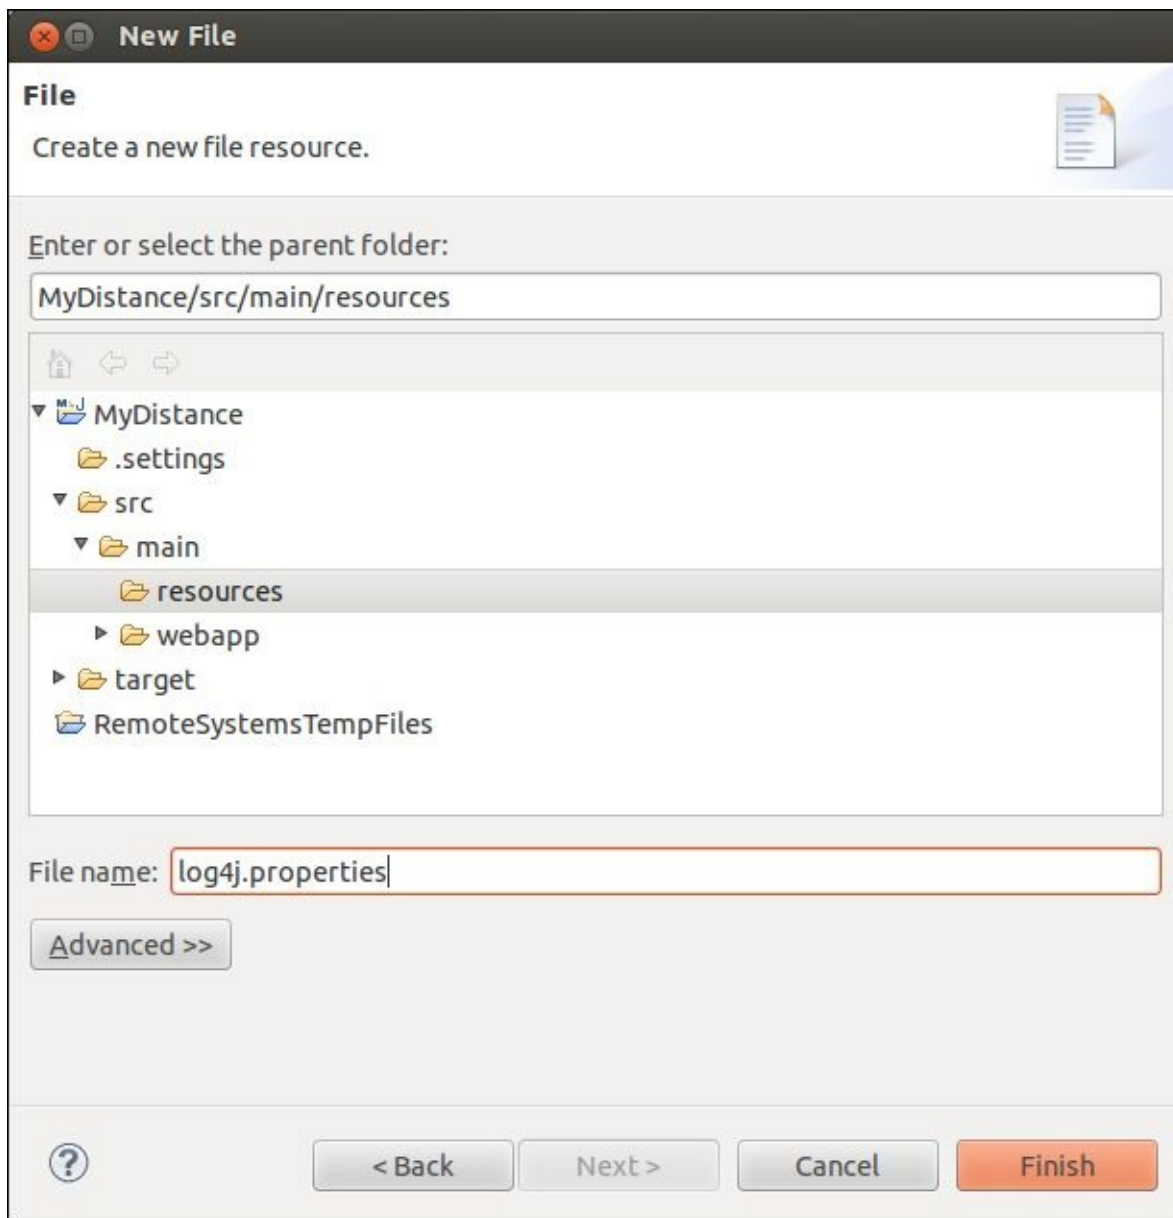 New File
File
Create a new file resource.
Enter or select the parent folder:
MyDistance/src/main/resources
MyDistance
.settings
src
main
resources
webapp
target
RemoteSystemsTempFiles
File name: log4j.properties
Advanced >>
? < Back Next > Cancel Finish